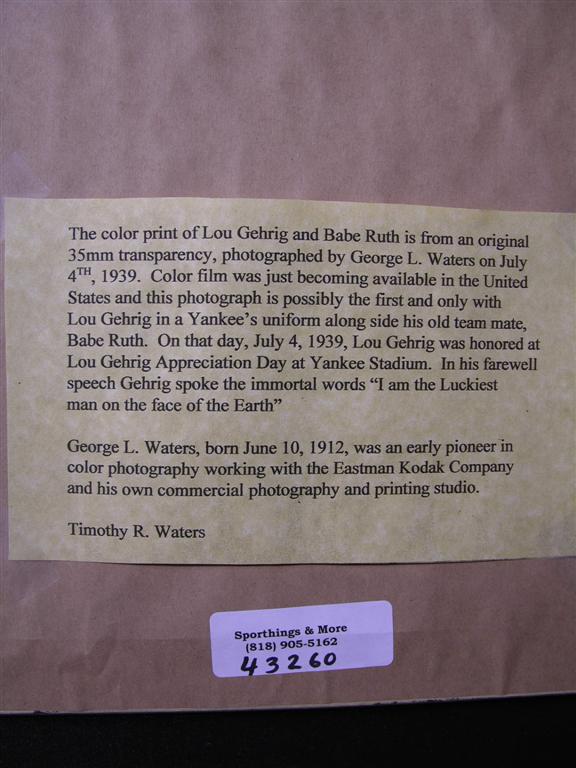 The color print of Lou Gehrig and Babe Ruth is from an original
35mm transparency, photographed by George L. Waters on July
4TH, 1939.  Color film was just becoming available in the United
States and this photograph is possibly the first and only with
Lou Gehrig in a Yankee's uniform along side his old team mate,
Babe Ruth.  On that day, July 4, 1939, Lou Gehrig was honored at
Lou Gehrig Appreciation Day at Yankee Stadium.  In his farewell
speech Gehrig spoke the immortal words “I am the Luckiest
man on the face of the Earth”
George L. Waters, born June 10, 1912, was an early pioneer in
color photography working with the Eastman Kodak Company
and his own commercial photography and printing studio.
Timothy R. Waters
Sporthings & More
(818) 905-5162
43260